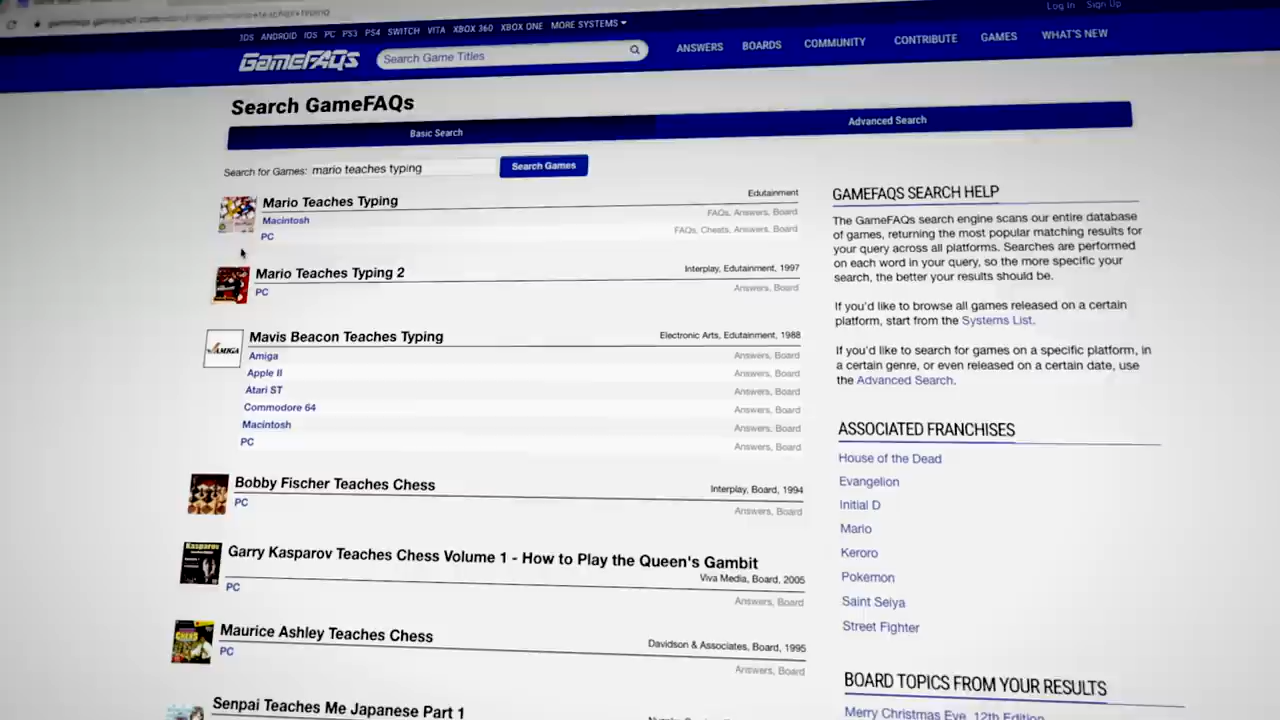 3DS ANDROID IOS PC PS3 PS4 SWITCH VITA XBOX 360 XBOX ONE MORE SYSTEMS
Log In Sign Up
GameFAQs
Search Game Titles
ANSWERS BOARDS COMMUNITY CONTRIBUTE GAMES WHAT'S NEW
Search GameFAQs
Basic Search
Advanced Search
Search for Games: mario teaches typing Search Games
Mario Teaches Typing
Edutainment
Macintosh
FAQs, Answers, Board
PC
FAQs, Cheats, Answers, Board
Mario Teaches Typing 2
Interplay, Edutainment, 1997
PC
Answers, Board
Mavis Beacon Teaches Typing
Electronic Arts, Edutainment, 1988
Amiga
Answers, Board
Apple II
Answers, Board
Atari ST
Answers, Board
Commodore 64
Answers, Board
Macintosh
Answers, Board
PC
Answers, Board
AMIGA
Bobby Fischer Teaches Chess
Interplay, Board, 1994
PC
Answers, Board
Kasparov
Garry Kasparov Teaches Chess Volume 1 - How to Play the Queen's Gambit
Viva Media, Board, 2005
PC
Answers, Board
Maurice Ashley Teaches Chess
Davidson & Associates, Board, 1995
PC
Answers, Board
CHESS
Senpai Teaches Me Japanese Part 1
GAMEFAQS SEARCH HELP
The GameFAQs search engine scans our entire database
of games, returning the most popular matching results for
your query across all platforms. Searches are performed
on each word in your query, so the more specific your
search, the better your results should be.
If you'd like to browse all games released on a certain
platform, start from the Systems List.
If you'd like to search for games on a specific platform, in
a certain genre, or even released on a certain date, use
the Advanced Search.
ASSOCIATED FRANCHISES
House of the Dead
Evangelion
Initial D
Mario
Keroro
Pokemon
Saint Seiya
Street Fighter
BOARD TOPICS FROM YOUR RESULTS
Merry Christmas Eve, 12th Edition